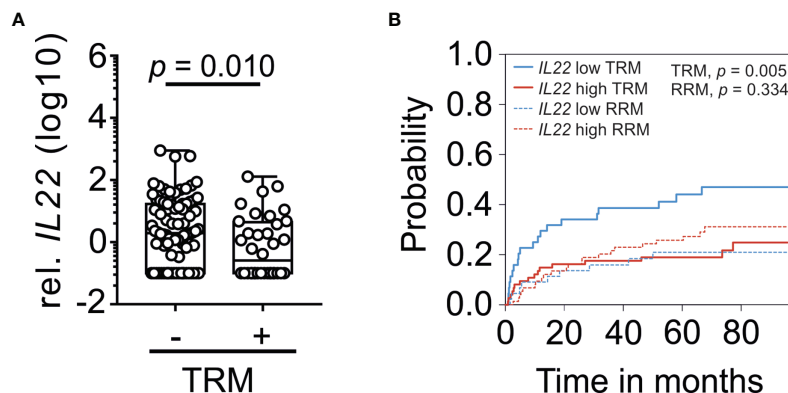 A
rel. IL22 (log10)
6
4
2
0
-2
p = 0.010
- +
TRM
B
Probability
1.0
0.8
0.6
0.4
0.2
0.0
IL22 low TRM
IL22 high TRM
IL22 low RRM
IL22 high RRM
TRM, p = 0.005
RRM, p = 0.334
0 20 40 60 80
Time in months